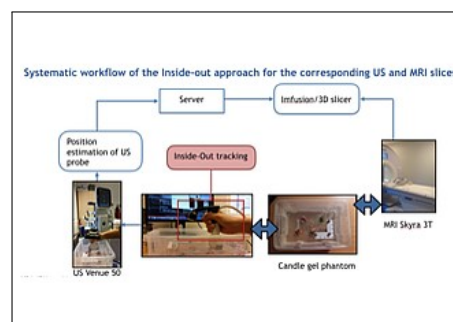 Systematic workflow of the Inside-out approach for the corresponding US and MRI slices
Server
Imfusion/3D slicer
Position
estimation of US
probe
Inside-Out tracking
MRI Skyra 3T
US Venue 50
Candle gel phantom